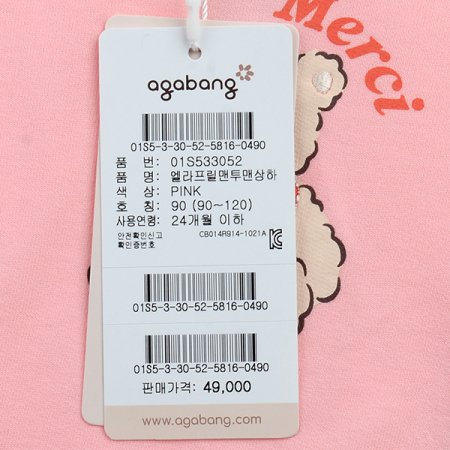 Merci
agabang
01S5-3-30-52-5816-0490
품 번: 01S533052
품 명: 엘라프릴맨투맨상하
색 상: PINK
호 칭: 90 (90~120)
사용연령: 24개월 이하
안전확인신고
확인증번호 CB014R914-1021A
01S5-3-30-52-5816-0490
01S5-3-30-52-5816-0490
판매가격: 49,000
www.agabang.com